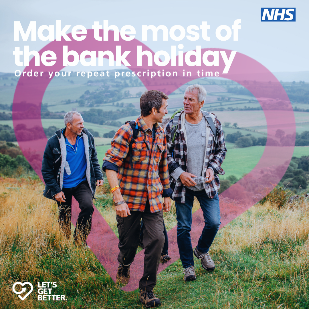 NHS
Make the most of
the bank holiday
Order your repeat prescription in time
LET'S
GET
BETTER.